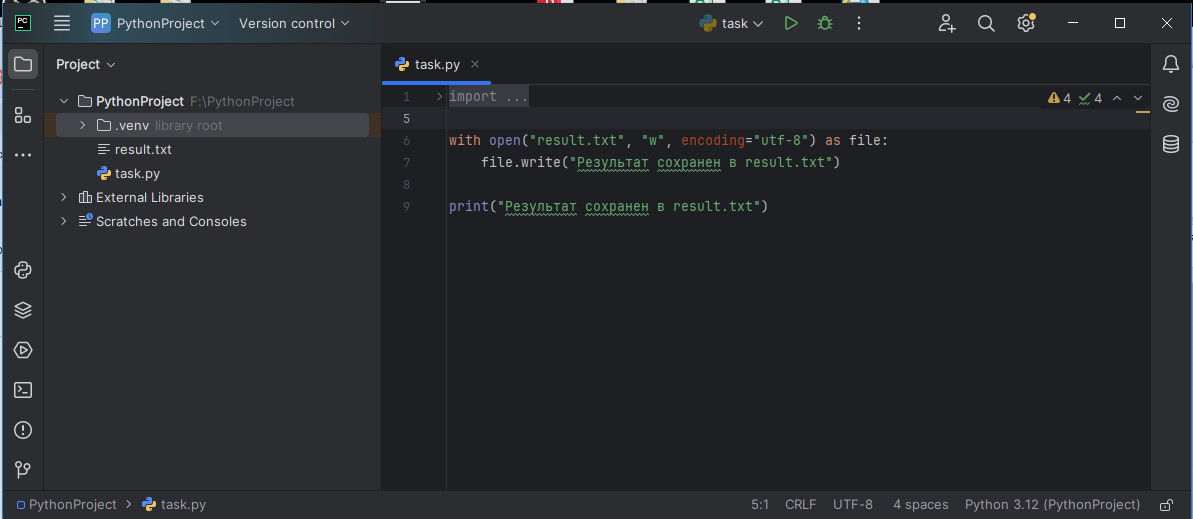 PC PP PythonProject Version control task
Project
task.py
PythonProject F:\PythonProject
.venv library root
result.txt
task.py
External Libraries
Scratches and Consoles
1 import ...
4 4
5
6 with open("result.txt", "w", encoding="utf-8") as file:
7 file.write("Результат сохранен в result.txt")
8
9 print("Результат сохранен в result.txt")
PythonProject > task.py
5:1 CRLF UTF-8 4 spaces Python 3.12 (PythonProject)